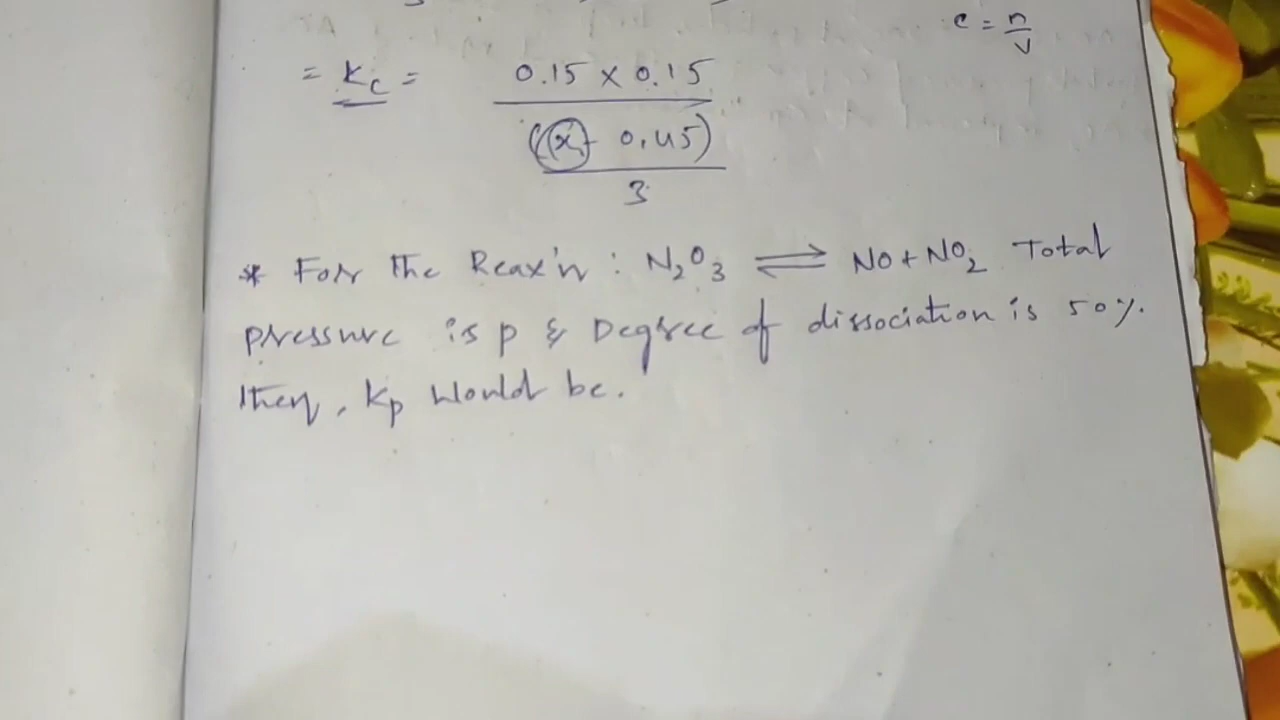 c = n/v
= Kc = 0.15 x 0.15
((x) - 0.45)
3
* For the Reax'n : N₂O₃ ⇌ NO + NO₂ Total
pressure is p & Degree of dissociation is 50%.
then, Kp would be.